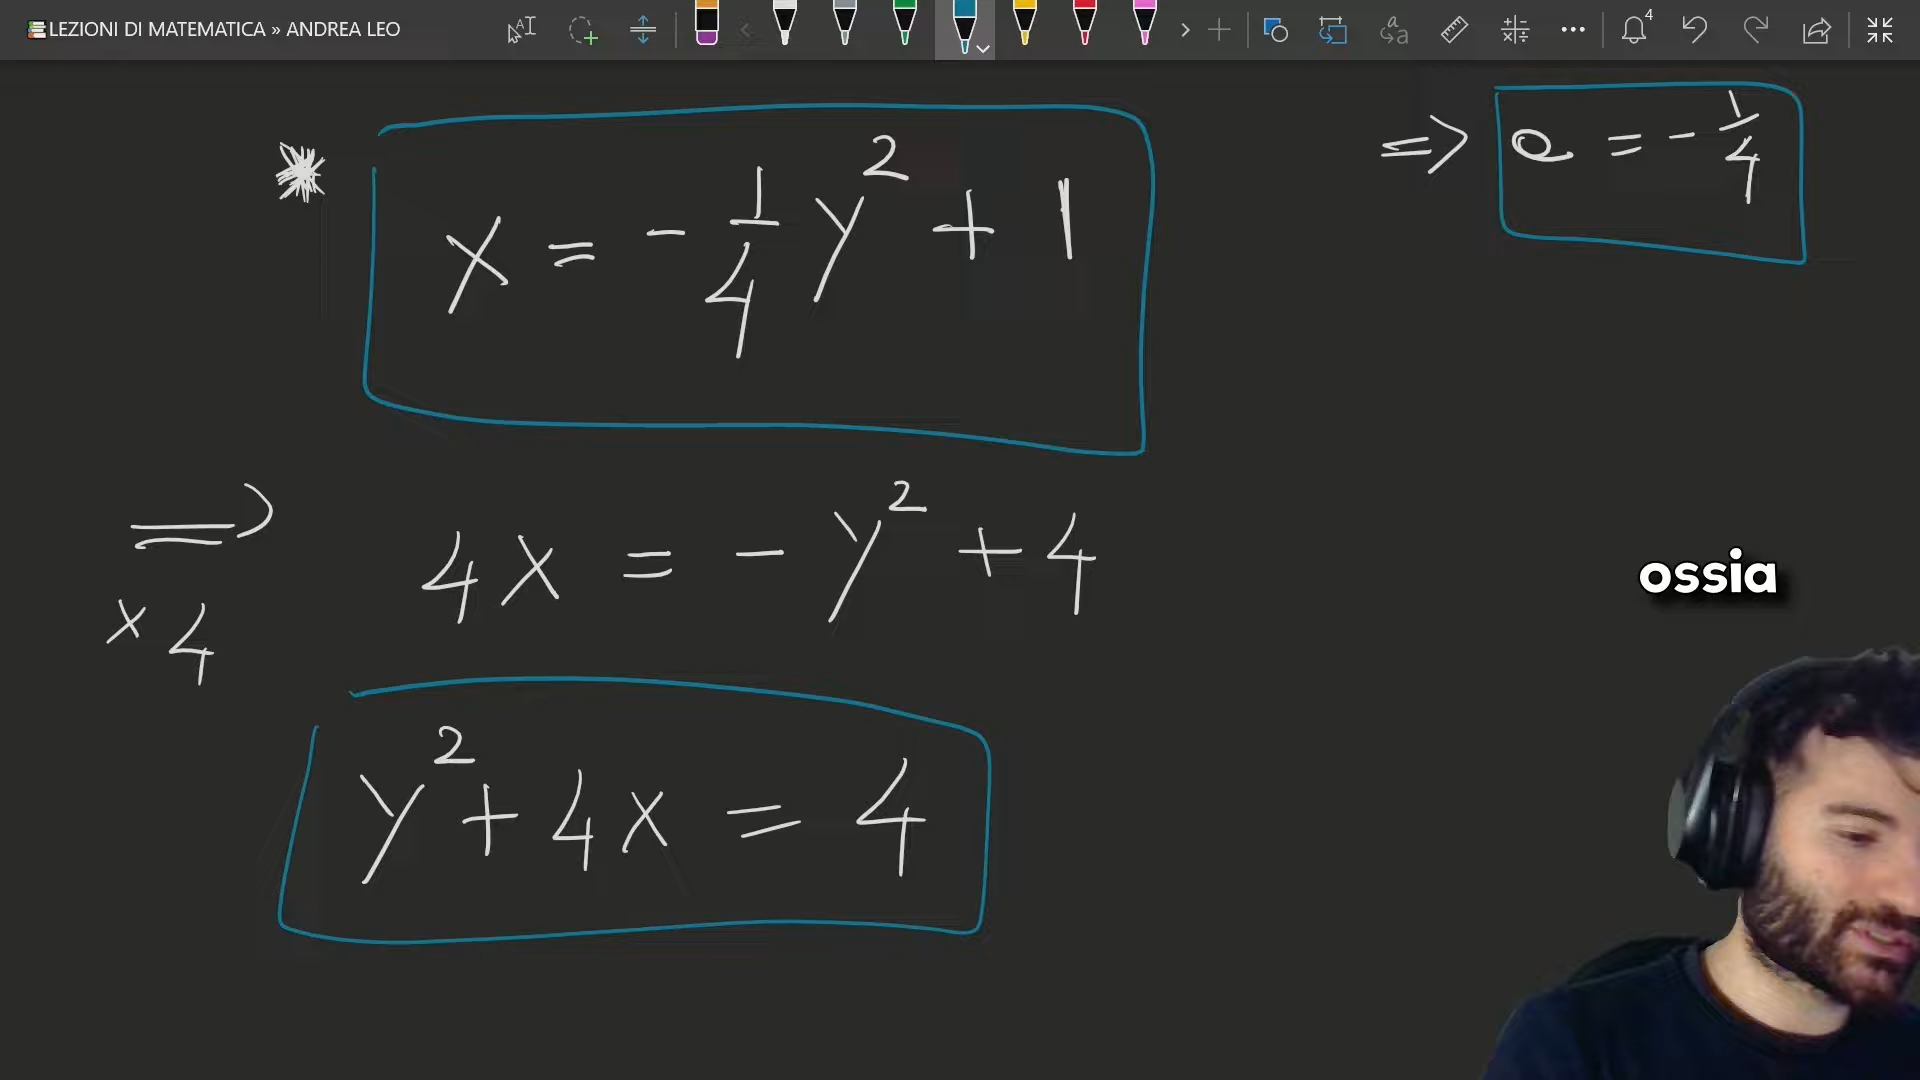 LEZIONI DI MATEMATICA » ANDREA LEO
4
* x = - 1/4 y² + 1
=> a = - 1/4
=> x 4
4x = - y² + 4
y² + 4x = 4
ossia